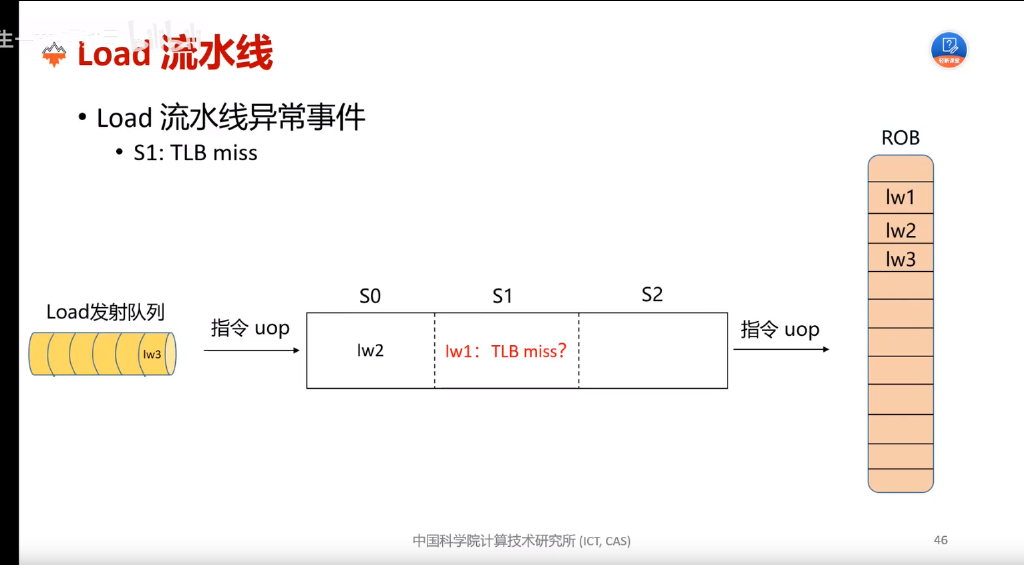 Load 流水线
• Load 流水线异常事件
• S1: TLB miss
ROB
lw1
lw2
lw3
S0
S1
S2
Load发射队列
指令 uop
指令 uop
lw3
lw2
lw1：TLB miss?
中国科学院计算技术研究所 (ICT, CAS)
46